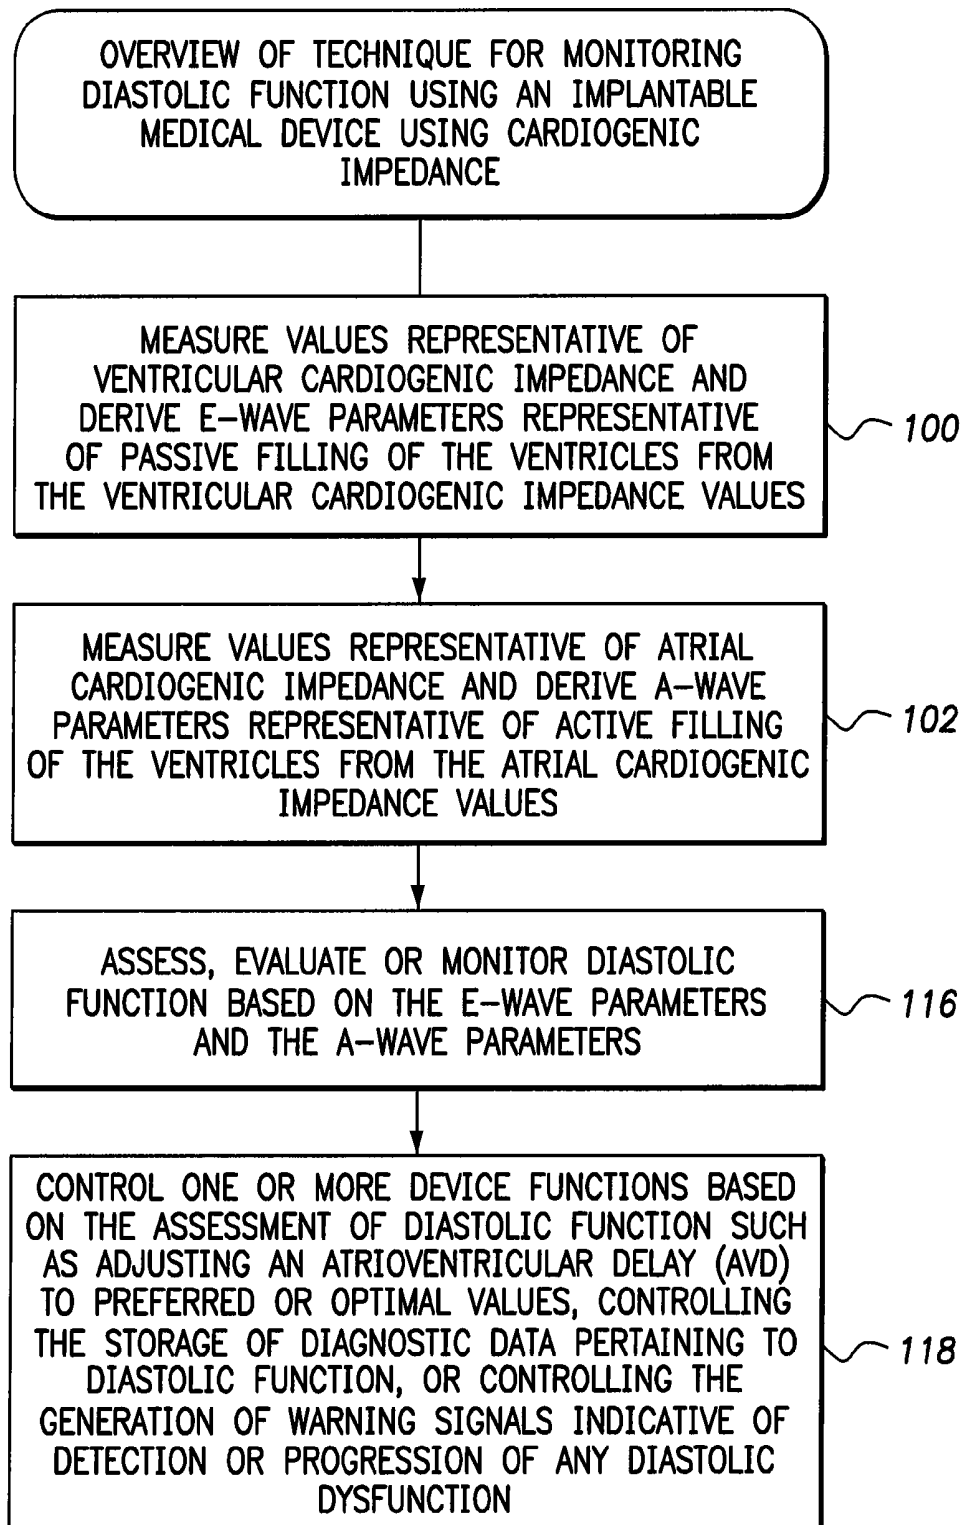 OVERVIEW OF TECHNIQUE FOR MONITORING
DIASTOLIC FUNCTION USING AN IMPLANTABLE
MEDICAL DEVICE USING CARDIOGENIC
IMPEDANCE
MEASURE VALUES REPRESENTATIVE OF
VENTRICULAR CARDIOGENIC IMPEDANCE AND
DERIVE E-WAVE PARAMETERS REPRESENTATIVE
OF PASSIVE FILLING OF THE VENTRICLES FROM
THE VENTRICULAR CARDIOGENIC IMPEDANCE VALUES
100
MEASURE VALUES REPRESENTATIVE OF ATRIAL
CARDIOGENIC IMPEDANCE AND DERIVE A-WAVE
PARAMETERS REPRESENTATIVE OF ACTIVE FILLING
OF THE VENTRICLES FROM THE ATRIAL CARDIOGENIC
IMPEDANCE VALUES
102
ASSESS, EVALUATE OR MONITOR DIASTOLIC
FUNCTION BASED ON THE E-WAVE PARAMETERS
AND THE A-WAVE PARAMETERS
116
CONTROL ONE OR MORE DEVICE FUNCTIONS BASED
ON THE ASSESSMENT OF DIASTOLIC FUNCTION SUCH
AS ADJUSTING AN ATRIOVENTRICULAR DELAY (AVD)
TO PREFERRED OR OPTIMAL VALUES, CONTROLLING
THE STORAGE OF DIAGNOSTIC DATA PERTAINING TO
DIASTOLIC FUNCTION, OR CONTROLLING THE
GENERATION OF WARNING SIGNALS INDICATIVE OF
DETECTION OR PROGRESSION OF ANY DIASTOLIC
DYSFUNCTION
118